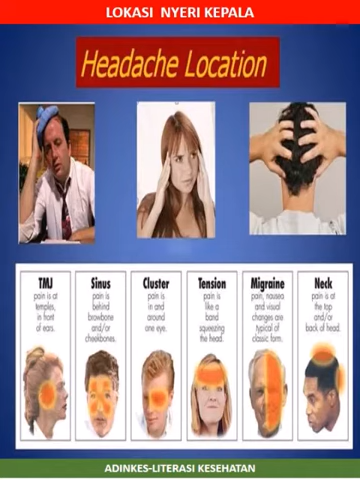 LOKASI NYERI KEPALA
Headache Location
TMJ
pain is at
temples,
in front
of ears.
Sinus
pain is
behind
browbone
and/or
cheekbones.
Cluster
pain is
in and
around
one eye.
Tension
pain is
like a
band
squeezing
the head.
Migraine
pain, nausea
and visual
changes are
typical of
classic form.
Neck
pain is at the
top and/or
back of head.
ADINKES-LITERASI KESEHATAN